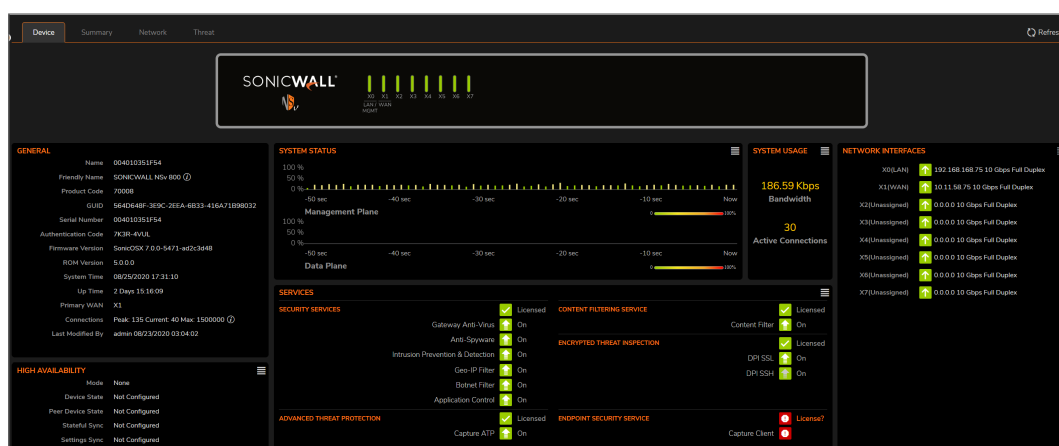 Device Summary Network Threat Refres
SONICWALL
NSv
X0 X1 X2 X3 X4 X5 X6 X7
LAN / WAN
MGMT
GENERAL
Name 004010351F54
Friendly Name SONICWALL NSv 800
Product Code 70008
GUID 564D64BF-3E9C-2EEA-6B33-416A71B98032
Serial Number 004010351F54
Authentication Code 7K3R-4VUL
Firmware Version SonicOSX 7.0.0-5471-ad2c3d48
ROM Version 5.0.0.0
System Time 08/25/2020 17:31:10
Up Time 2 Days 15:16:09
Primary WAN X1
Connections Peak: 135 Current: 40 Max: 1500000
Last Modified By admin 08/23/2020 03:04:02
HIGH AVAILABILITY
Mode None
Device State Not Configured
Peer Device State Not Configured
Stateful Sync Not Configured
Settings Sync Not Configured
SYSTEM STATUS
100 %
50 %
0 %
-50 sec -40 sec -30 sec -20 sec -10 sec Now
Management Plane 0 100%
100 %
50 %
0 %
-50 sec -40 sec -30 sec -20 sec -10 sec Now
Data Plane 0 100%
SYSTEM USAGE
186.59 Kbps
Bandwidth
30
Active Connections
SERVICES
SECURITY SERVICES Licensed
Gateway Anti-Virus On
Anti-Spyware On
Intrusion Prevention & Detection On
Geo-IP Filter On
Botnet Filter On
Application Control On
ADVANCED THREAT PROTECTION Licensed
Capture ATP On
CONTENT FILTERING SERVICE Licensed
Content Filter On
ENCRYPTED THREAT INSPECTION Licensed
DPI SSL On
DPI SSH On
ENDPOINT SECURITY SERVICE License?
Capture Client
NETWORK INTERFACES
X0(LAN) 192.168.168.75 10 Gbps Full Duplex
X1(WAN) 10.11.58.75 10 Gbps Full Duplex
X2(Unassigned) 0.0.0.0 10 Gbps Full Duplex
X3(Unassigned) 0.0.0.0 10 Gbps Full Duplex
X4(Unassigned) 0.0.0.0 10 Gbps Full Duplex
X5(Unassigned) 0.0.0.0 10 Gbps Full Duplex
X6(Unassigned) 0.0.0.0 10 Gbps Full Duplex
X7(Unassigned) 0.0.0.0 10 Gbps Full Duplex